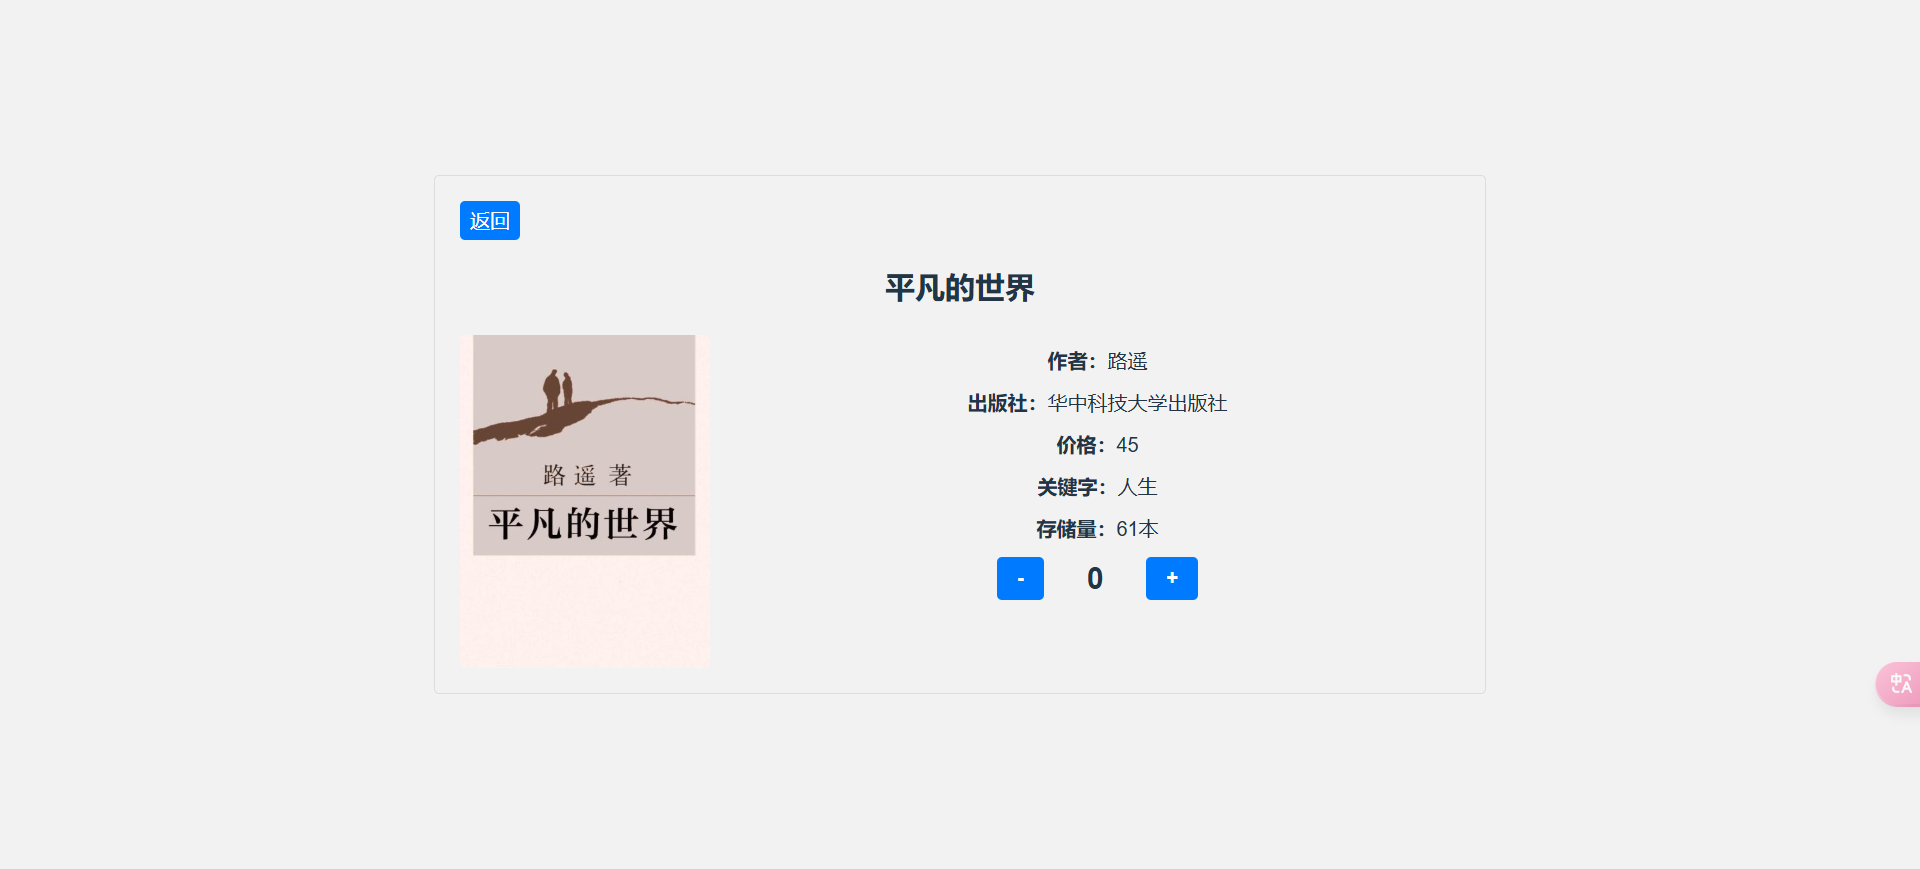 返回
平凡的世界
路遥 著
平凡的世界
作者：路遥
出版社：华中科技大学出版社
价格：45
关键字：人生
存储量：61本
- 0 +
中A